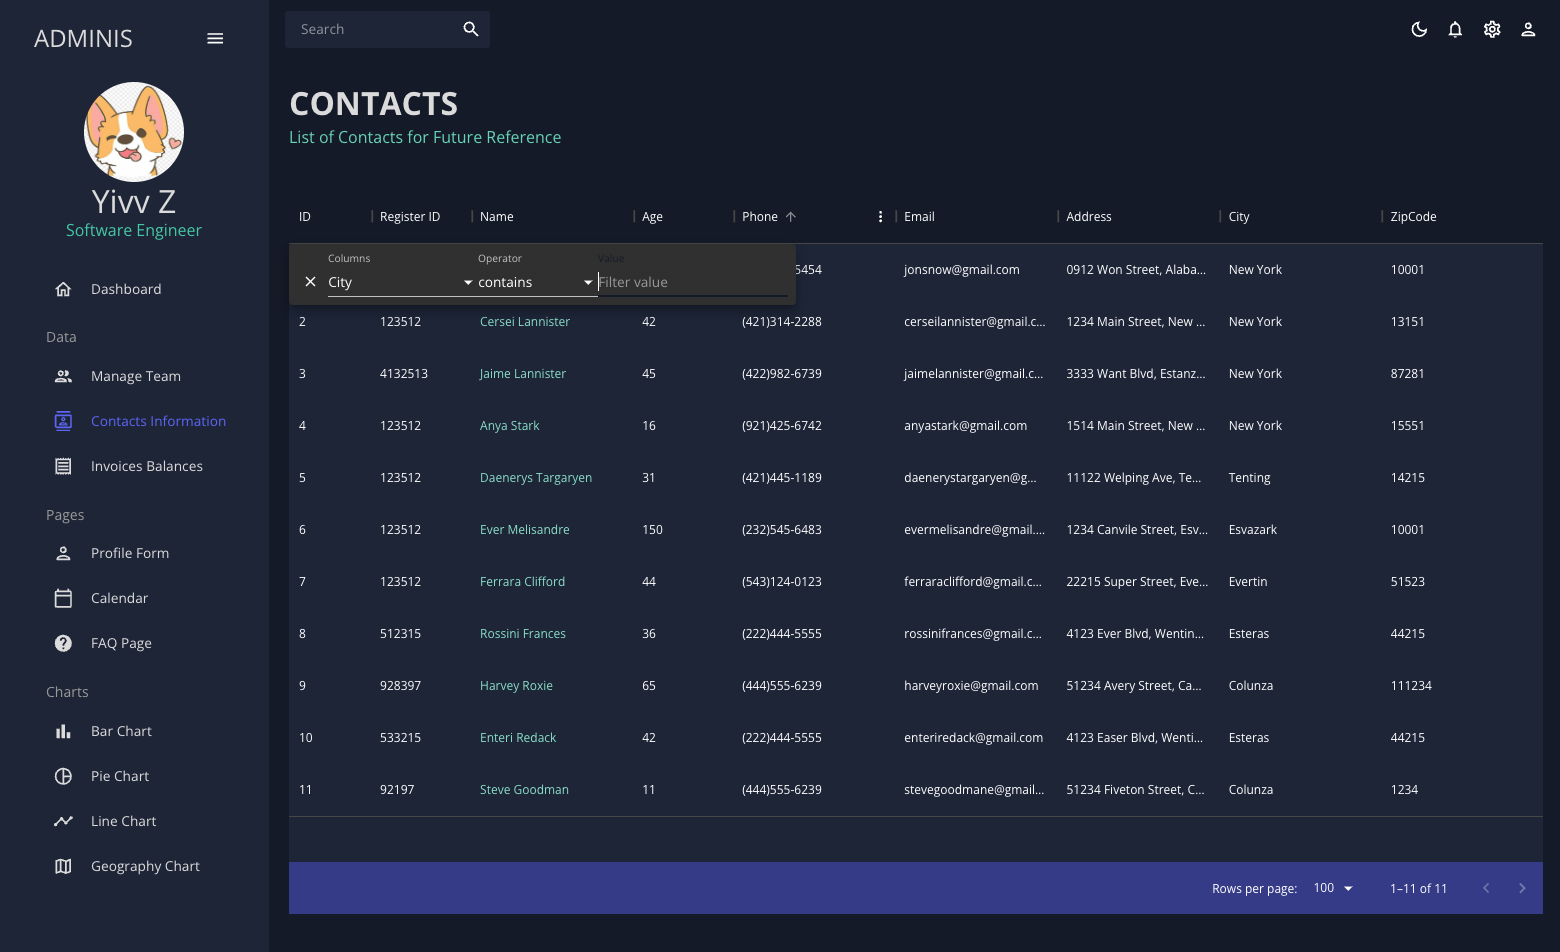 ADMINIS
Yivv Z
Software Engineer
Dashboard
Data
Manage Team
Contacts Information
Invoices Balances
Pages
Profile Form
Calendar
FAQ Page
Charts
Bar Chart
Pie Chart
Line Chart
Geography Chart
Search
CONTACTS
List of Contacts for Future Reference
ID Register ID Name Age Phone Email Address City ZipCode
Columns Operator Value
City contains Filter value
5454 jonsnow@gmail.com 0912 Won Street, Alaba... New York 10001
2 123512 Cersei Lannister 42 (421)314-2288 cerseilannister@gmail.c... 1234 Main Street, New ... New York 13151
3 4132513 Jaime Lannister 45 (422)982-6739 jaimelannister@gmail.c... 3333 Want Blvd, Estanz... New York 87281
4 123512 Anya Stark 16 (921)425-6742 anyastark@gmail.com 1514 Main Street, New ... New York 15551
5 123512 Daenerys Targaryen 31 (421)445-1189 daenerystargaryen@g... 11122 Welping Ave, Te... Tenting 14215
6 123512 Ever Melisandre 150 (232)545-6483 evermelisandre@gmail.... 1234 Canvile Street, Esv... Esvazark 10001
7 123512 Ferrara Clifford 44 (543)124-0123 ferraraclifford@gmail.c... 22215 Super Street, Eve... Evertin 51523
8 512315 Rossini Frances 36 (222)444-5555 rossinifrances@gmail.c... 4123 Ever Blvd, Wentin... Esteras 44215
9 928397 Harvey Roxie 65 (444)555-6239 harveyroxie@gmail.com 51234 Avery Street, Ca... Colunza 111234
10 533215 Enteri Redack 42 (222)444-5555 enteriredack@gmail.com 4123 Easer Blvd, Wenti... Esteras 44215
11 92197 Steve Goodman 11 (444)555-6239 stevegoodmane@gmail... 51234 Fiveton Street, C... Colunza 1234
Rows per page: 100 1–11 of 11